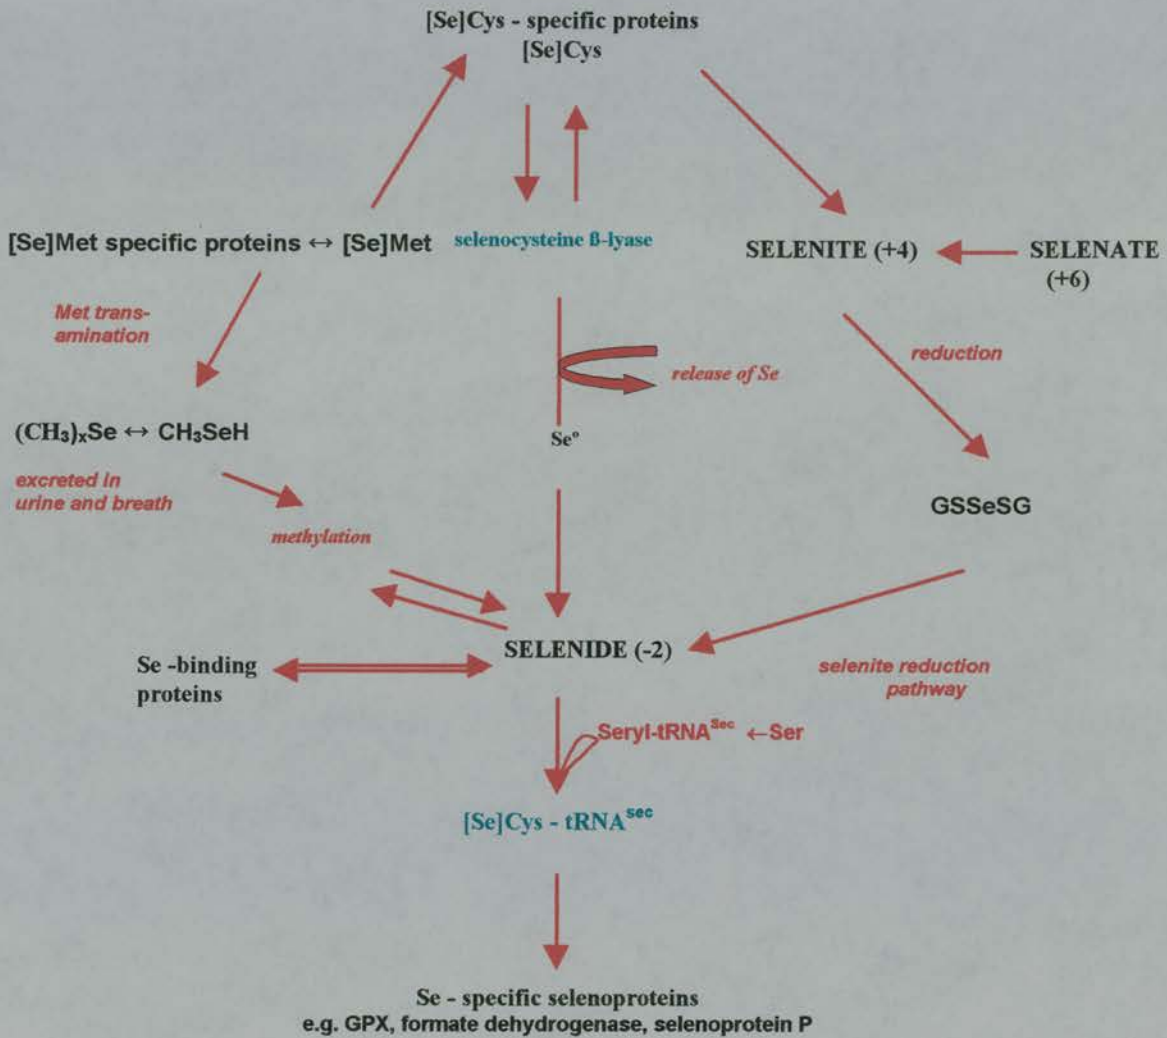 [Se]Cys - specific proteins
[Se]Cys
[Se]Met specific proteins ↔ [Se]Met
selenocysteine ß-lyase
SELENITE (+4)
SELENATE
(+6)
Met trans-
amination
release of Se
reduction
(CH₃)ₓSe ↔ CH₃SeH
Seº
excreted in
urine and breath
GSSeSG
methylation
SELENIDE (-2)
Se -binding
proteins
selenite reduction
pathway
Seryl-tRNA^Sec ←Ser
[Se]Cys - tRNA^sec
Se - specific selenoproteins
e.g. GPX, formate dehydrogenase, selenoprotein P